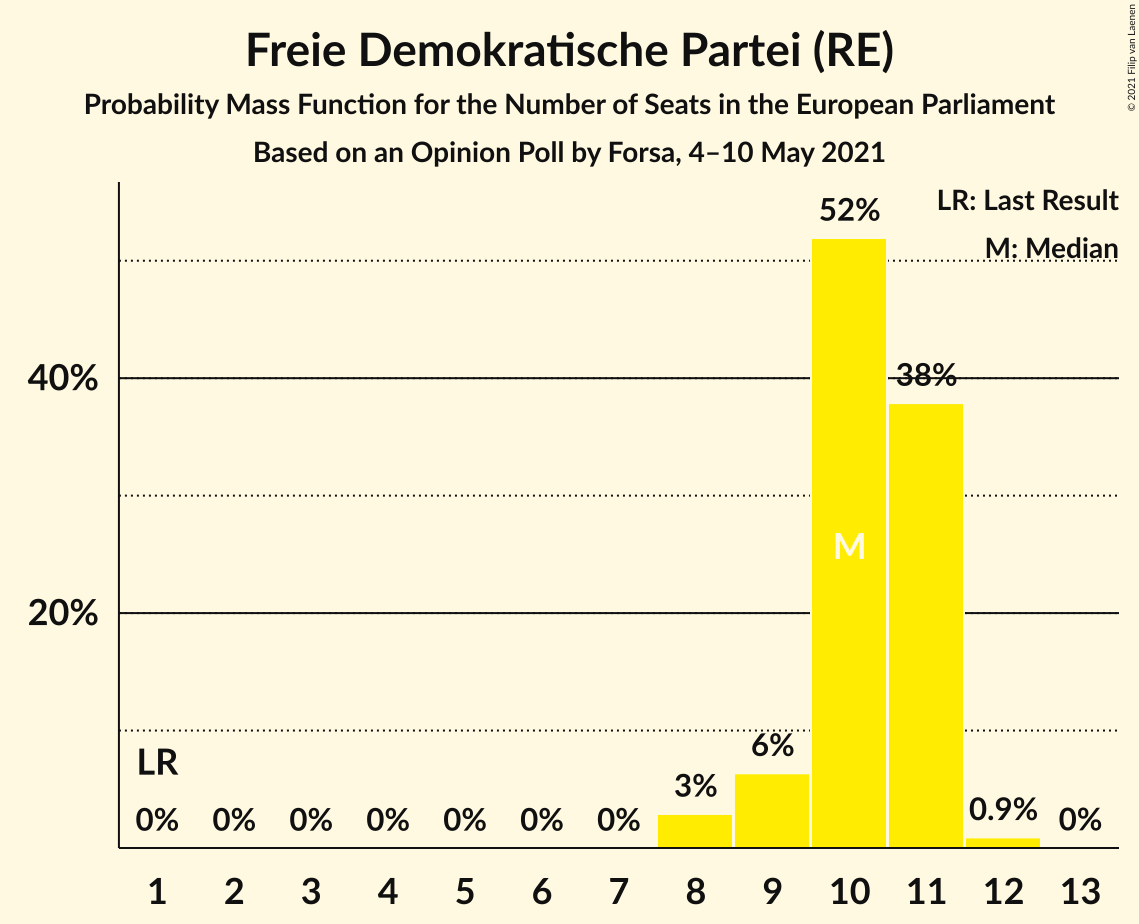 Freie Demokratische Partei (RE)
Probability Mass Function for the Number of Seats in the European Parliament
Based on an Opinion Poll by Forsa, 4–10 May 2021
© 2021 Filip van Laenen
LR: Last Result
M: Median
52%
40%
38%
M
20%
LR
0% 0% 0% 0% 0% 0% 0% 3% 6% 0.9% 0%
1 2 3 4 5 6 7 8 9 10 11 12 13